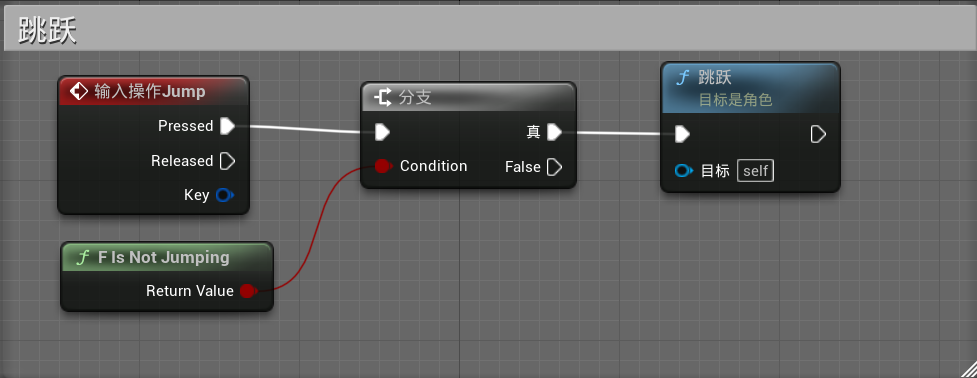 跳跃
输入操作Jump
Pressed
Released
Key
f F Is Not Jumping
Return Value
分支
真
Condition
False
f 跳跃
目标是角色
目标 self